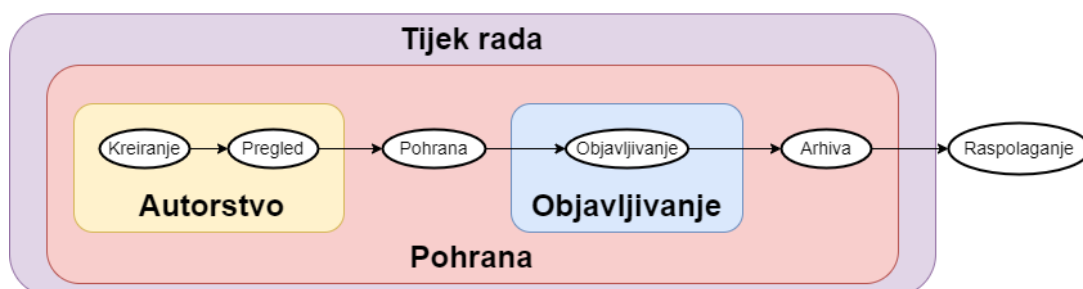 Tijek rada
Kreiranje
Pregled
Pohrana
Objavljivanje
Arhiva
Raspolaganje
Autorstvo
Objavljivanje
Pohrana